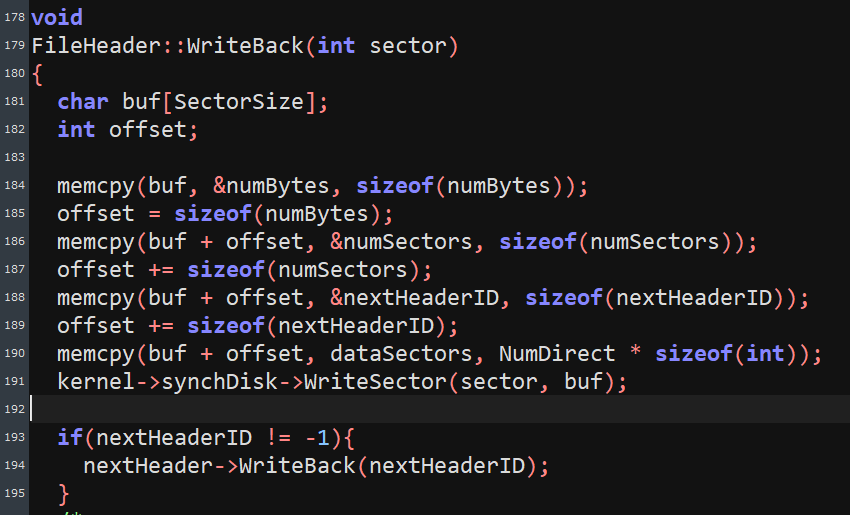 178 void
179 FileHeader::WriteBack(int sector)
180 {
181   char buf[SectorSize];
182   int offset;
183
184   memcpy(buf, &numBytes, sizeof(numBytes));
185   offset = sizeof(numBytes);
186   memcpy(buf + offset, &numSectors, sizeof(numSectors));
187   offset += sizeof(numSectors);
188   memcpy(buf + offset, &nextHeaderID, sizeof(nextHeaderID));
189   offset += sizeof(nextHeaderID);
190   memcpy(buf + offset, dataSectors, NumDirect * sizeof(int));
191   kernel->synchDisk->WriteSector(sector, buf);
192
193   if(nextHeaderID != -1){
194     nextHeader->WriteBack(nextHeaderID);
195   }